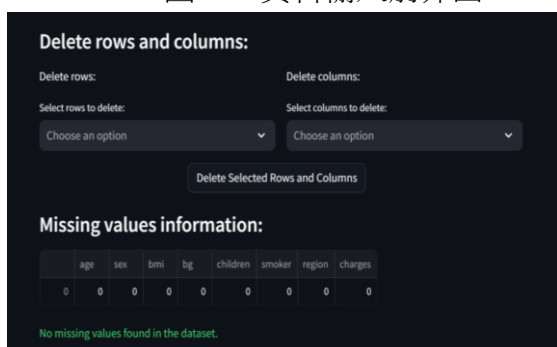 Delete rows and columns:
Delete rows: Delete columns:
Select rows to delete: Select columns to delete:
Choose an option Choose an option
Delete Selected Rows and Columns
Missing values information:
age sex bmi bg children smoker region charges
0 0 0 0 0 0 0 0 0
No missing values found in the dataset.